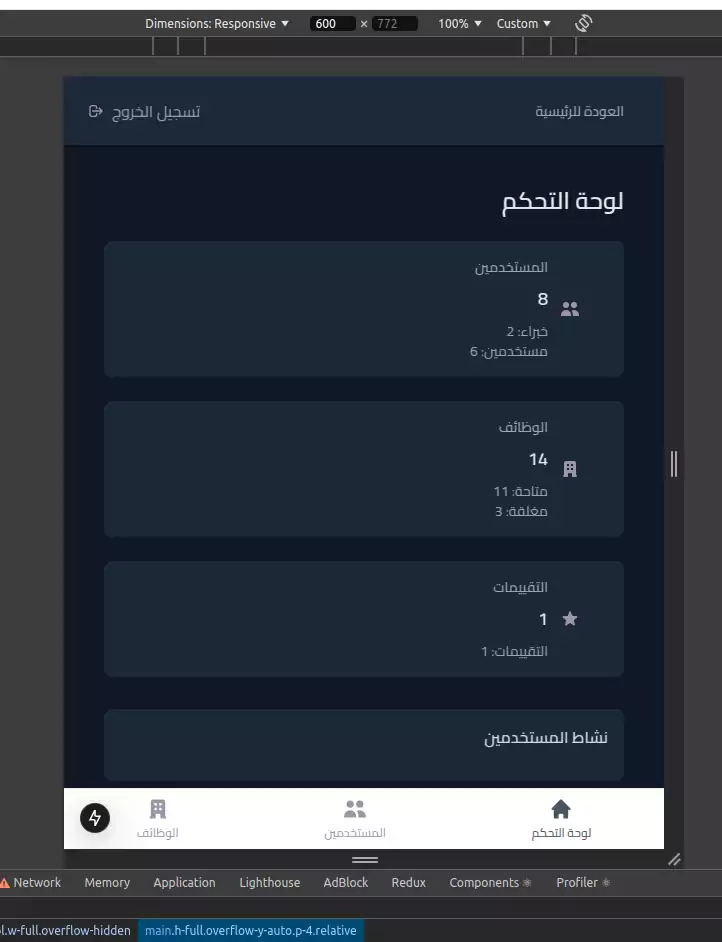 Dimensions: Responsive 600 × 772 100% Custom
العودة للرئيسية تسجيل الخروج
لوحة التحكم
المستخدمين
8
خبراء: 2
مستخدمين: 6
الوظائف
14
متاحة: 11
مغلقة: 3
التقييمات
1
التقييمات: 1
نشاط المستخدمين
لوحة التحكم المستخدمين الوظائف
Network Memory Application Lighthouse AdBlock Redux Components Profiler
l.w-full.overflow-hidden main.h-full.overflow-y-auto.p-4.relative